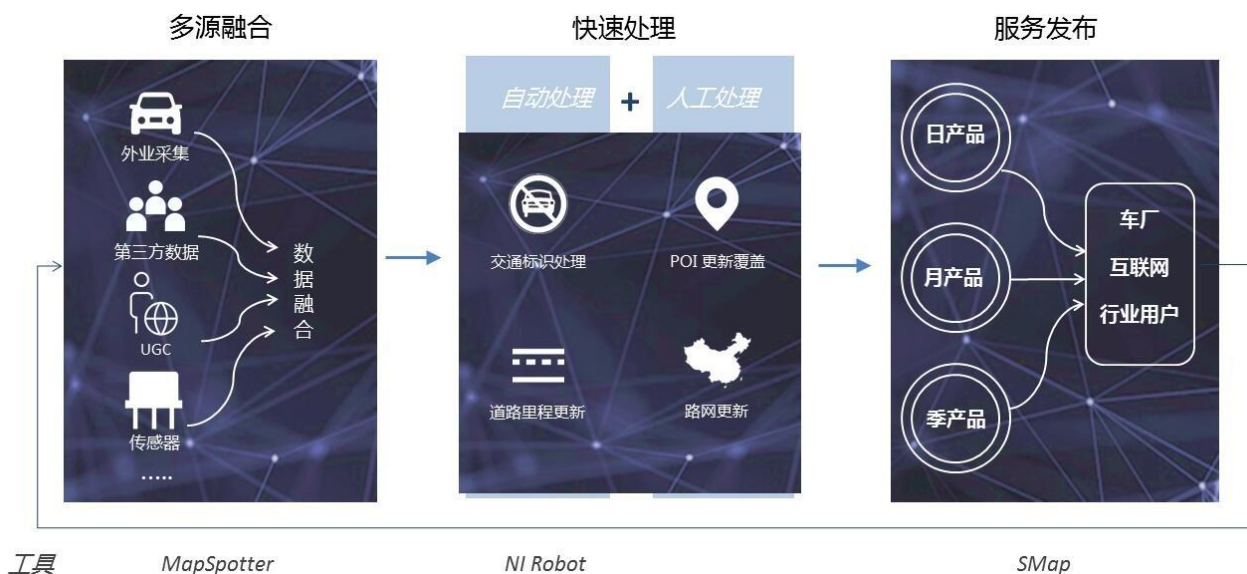 多源融合
快速处理
服务发布
外业采集
第三方数据
UGC
传感器
.....
数
据
融
合
自动处理 + 人工处理
交通标识处理
POI 更新覆盖
道路里程更新
路网更新
日产品
月产品
季产品
车厂
互联网
行业用户
工具
MapSpotter
NI Robot
SMap